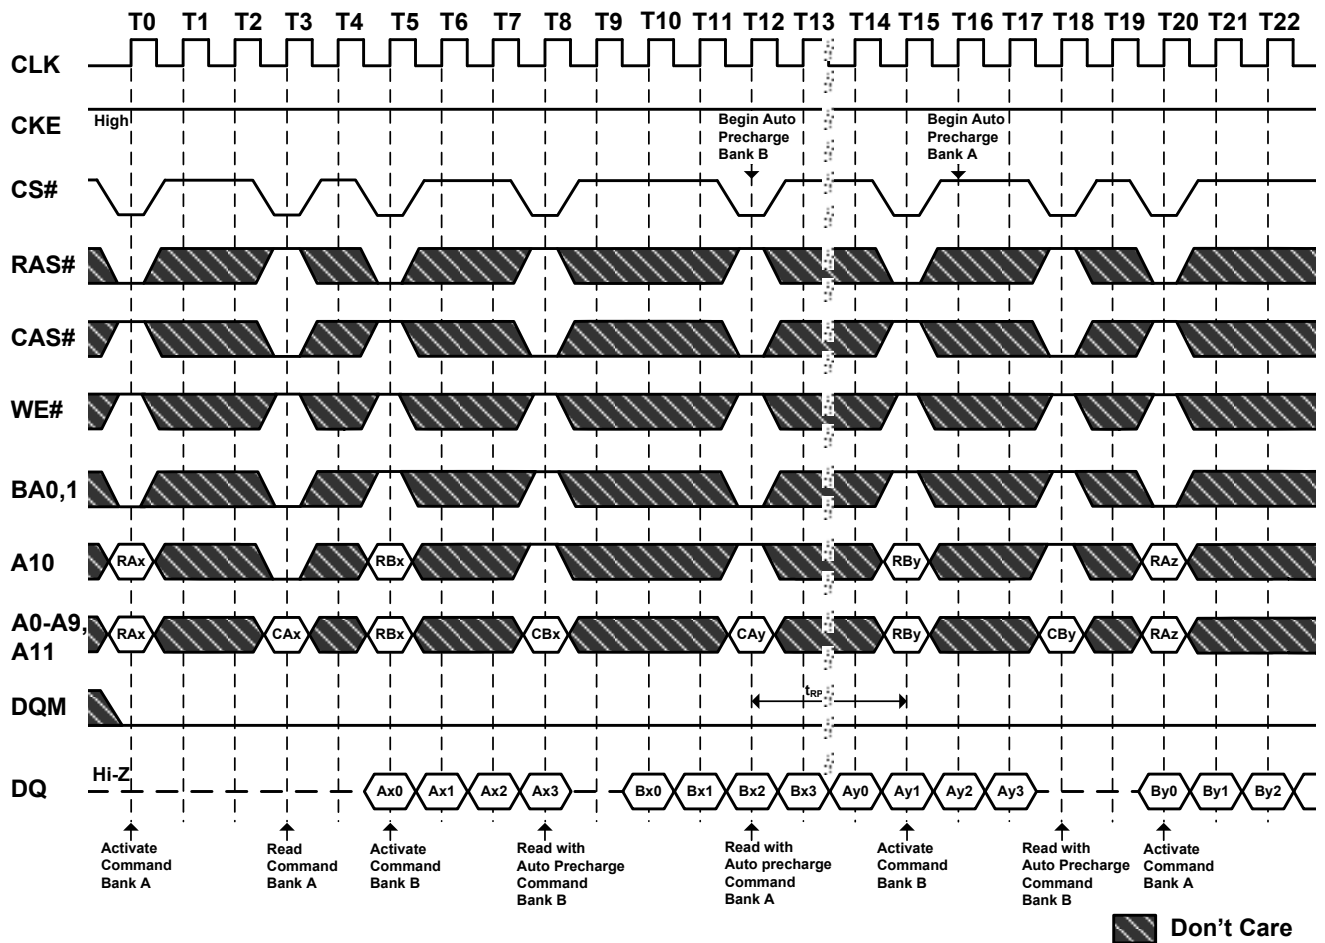 T0 T1 T2 T3 T4 T5 T6 T7 T8 T9 T10 T11 T12 T13 T14 T15 T16 T17 T18 T19 T20 T21 T22
CLK
CKE
High
Begin Auto
Precharge
Bank B
Begin Auto
Precharge
Bank A
CS#
RAS#
CAS#
WE#
BA0,1
A10
RAx RBx RBy RAz
A0-A9,
A11
RAx CAx RBx CBx CAy RBy CBy RAz
DQM
tRP
DQ
Hi-Z
Ax0 Ax1 Ax2 Ax3 Bx0 Bx1 Bx2 Bx3 Ay0 Ay1 Ay2 Ay3 By0 By1 By2
Activate
Command
Bank A
Read
Command
Bank A
Activate
Command
Bank B
Read with
Auto Precharge
Command
Bank B
Read with
Auto precharge
Command
Bank A
Activate
Command
Bank B
Read with
Auto Precharge
Command
Bank B
Activate
Command
Bank A
Don't Care